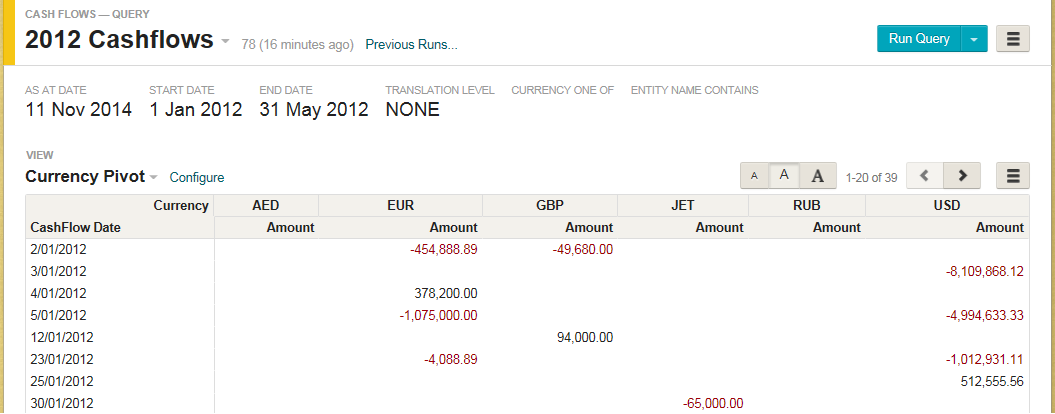 CASH FLOWS — QUERY
2012 Cashflows 78 (16 minutes ago) Previous Runs... Run Query
AS AT DATE START DATE END DATE TRANSLATION LEVEL CURRENCY ONE OF ENTITY NAME CONTAINS
11 Nov 2014 1 Jan 2012 31 May 2012 NONE
VIEW
Currency Pivot Configure A A A 1-20 of 39
Currency AED EUR GBP JET RUB USD
CashFlow Date Amount Amount Amount Amount Amount Amount
2/01/2012 -454,888.89 -49,680.00
3/01/2012 -8,109,868.12
4/01/2012 378,200.00
5/01/2012 -1,075,000.00 -4,994,633.33
12/01/2012 94,000.00
23/01/2012 -4,088.89 -1,012,931.11
25/01/2012 512,555.56
30/01/2012 -65,000.00